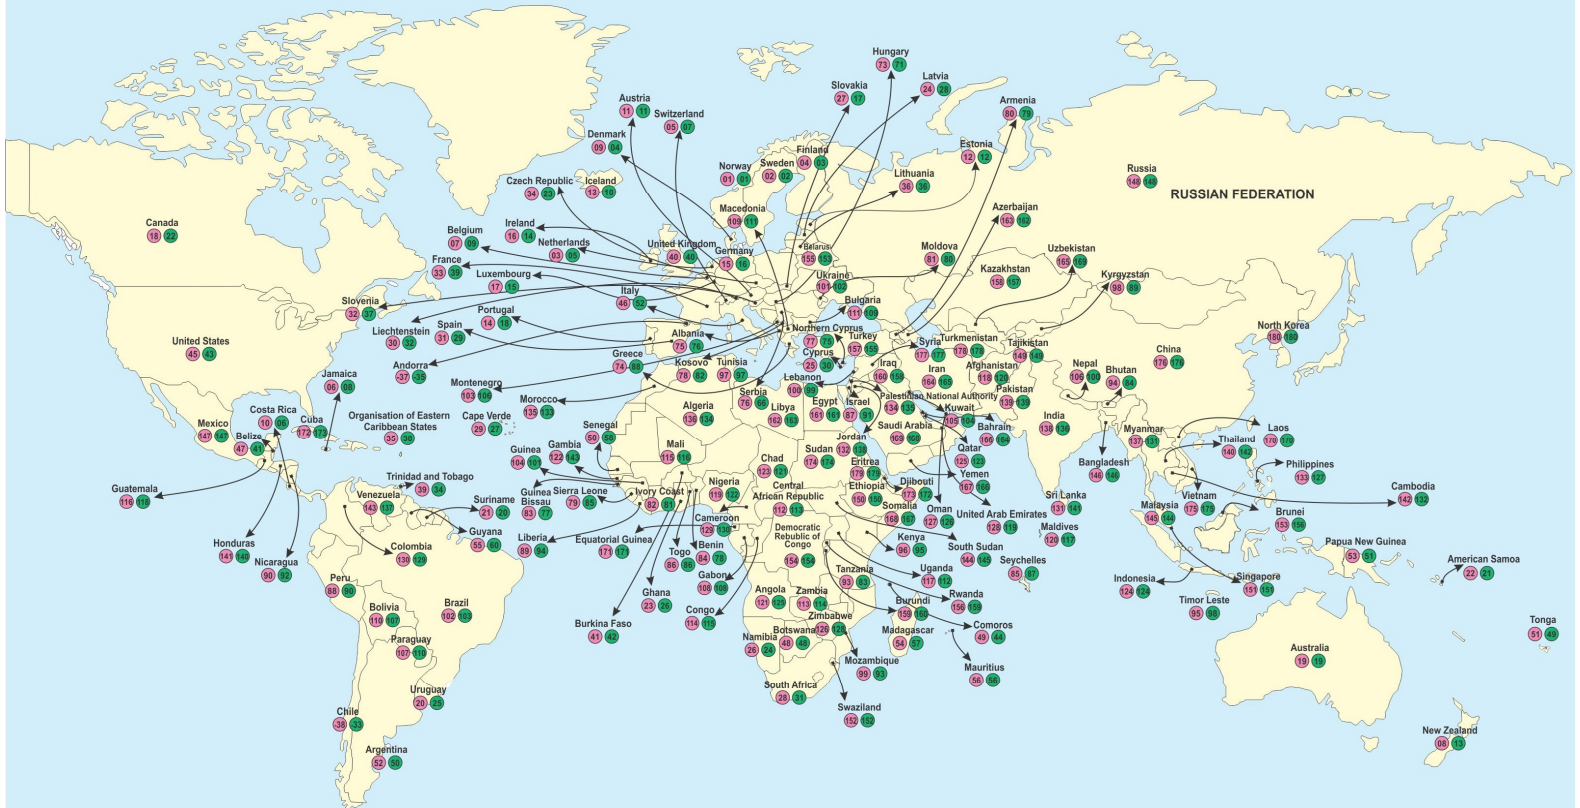 Hungary
73 71
Latvia
24 28
Slovakia
27 17
Austria
11 11
Switzerland
05 07
Armenia
80 79
Denmark
09 04
Estonia
12 12
Finland
04 03
Norway
01 01
Sweden
02 02
Lithuania
36 36
Russia
148 148
RUSSIAN FEDERATION
Czech Republic
34 23
Iceland
13 10
Macedonia
109 111
Azerbaijan
163 162
Canada
18 22
Ireland
16 14
Belgium
07 09
Netherlands
03 05
United Kingdom
40 40
Germany
15 16
Belarus
155 153
Moldova
81 80
Uzbekistan
165 169
France
33 39
Luxembourg
17 15
Kazakhstan
158 157
Kyrgyzstan
98 89
Ukraine
101 102
Italy
46 52
Slovenia
32 37
Portugal
14 18
Bulgaria
111 109
Liechtenstein
30 32
Spain
31 29
Albania
75 76
Northern Cyprus
77 75
Turkey
157 155
Syria
177 177
Turkmenistan
178 178
Tajikistan
149 149
North Korea
180 180
United States
45 43
Andorra
-37 -35
Greece
74 88
Kosovo
78 82
Tunisia
97 97
Cyprus
25 30
Iraq
160 158
Iran
164 165
Afghanistan
118 120
Nepal
106 100
Bhutan
94 84
China
176 176
Jamaica
06 08
Montenegro
103 106
Morocco
135 133
Serbia
76 66
Lebanon
100 99
Pakistan
139 139
Palestinian National Authority
134 135
Costa Rica
10 06
Cuba
172 173
Organisation of Eastern
Caribbean States
35 38
Cape Verde
29 27
Algeria
136 134
Libya
162 163
Egypt
161 161
Israel
87 91
Kuwait
105 104
Bahrain
166 164
India
138 136
Mexico
147 147
Belize
47 41
Senegal
50 58
Saudi Arabia
169 168
Myanmar
137 131
Laos
170 170
Thailand
140 142
Gambia
122 143
Guinea
104 101
Mali
115 116
Chad
123 121
Sudan
174 174
Jordan
132 138
Eritrea
179 179
Qatar
125 123
Yemen
167 166
Bangladesh
146 146
Philippines
133 127
Guatemala
116 118
Trinidad and Tobago
39 34
Venezuela
143 137
Suriname
21 20
Guinea
Bissau
83 77
Sierra Leone
79 85
Ivory Coast
82 81
Nigeria
119 122
Central
African Republic
112 113
Ethiopia
150 150
Djibouti
173 172
Somalia
168 167
Oman
127 126
United Arab Emirates
128 119
Sri Lanka
131 141
Maldives
120 117
Malaysia
145 144
Vietnam
175 175
Brunei
153 156
Cambodia
142 132
Honduras
141 140
Nicaragua
90 92
Colombia
130 129
Guyana
55 60
Liberia
89 94
Equatorial Guinea
171 171
Cameroon
129 130
Togo
86 86
Benin
84 78
Democratic
Republic of
Congo
154 154
Kenya
96 95
South Sudan
144 145
Seychelles
85 87
Papua New Guinea
53 51
American Samoa
22 21
Peru
88 90
Gabon
108 108
Tanzania
93 83
Uganda
117 112
Indonesia
124 124
Singapore
151 151
Ghana
23 26
Angola
121 125
Zambia
113 114
Burundi
159 160
Rwanda
156 159
Timor Leste
95 98
Bolivia
110 107
Brazil
102 103
Burkina Faso
41 42
Congo
114 115
Zimbabwe
126 128
Comoros
49 44
Tonga
51 49
Paraguay
107 110
Namibia
26 24
Botswana
48 48
Madagascar
54 57
Mozambique
99 93
Mauritius
56 56
Australia
19 19
Uruguay
20 25
South Africa
28 31
Swaziland
152 152
Chile
-38 -33
New Zealand
08 13
Argentina
52 50